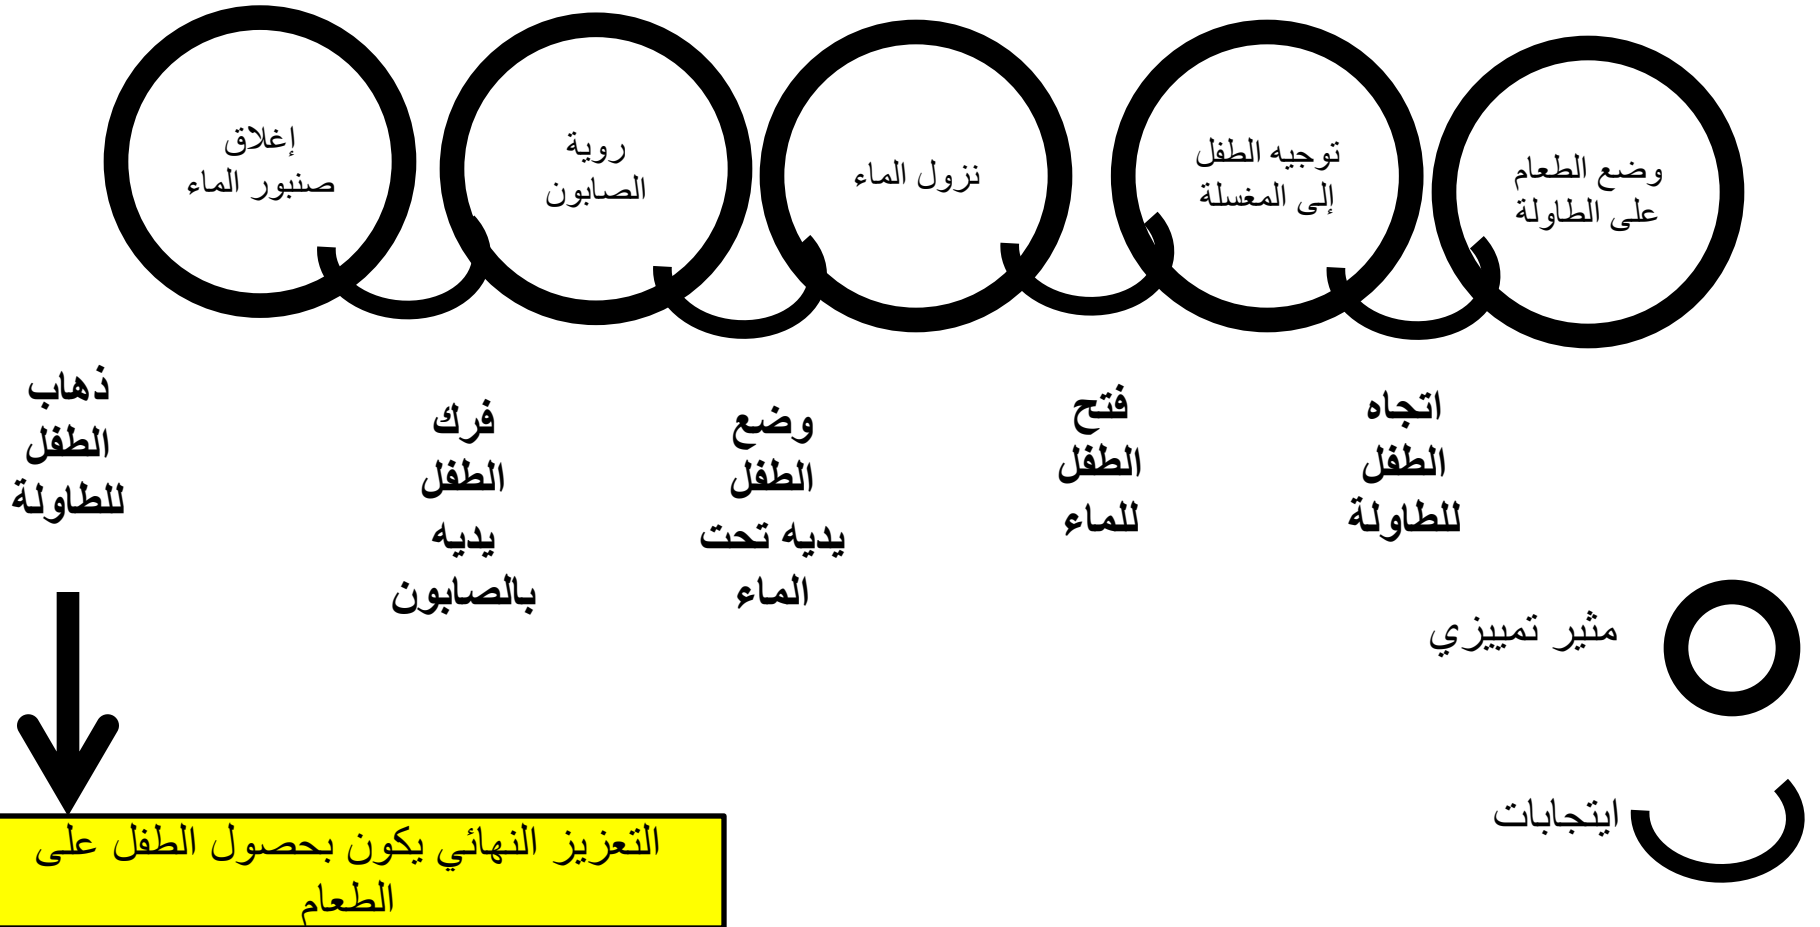 وضع الطعام
على الطاولة
توجيه الطفل
إلى المغسلة
نزول الماء
روية
الصابون
إغلاق
صنبور الماء
اتجاه
الطفل
للطاولة
فتح
الطفل
للماء
وضع
الطفل
يديه تحت
الماء
فرك
الطفل
يديه
بالصابون
ذهاب
الطفل
للطاولة
مثير تمييزي
ايتجابات
التعزيز النهائي يكون بحصول الطفل على
الطعام